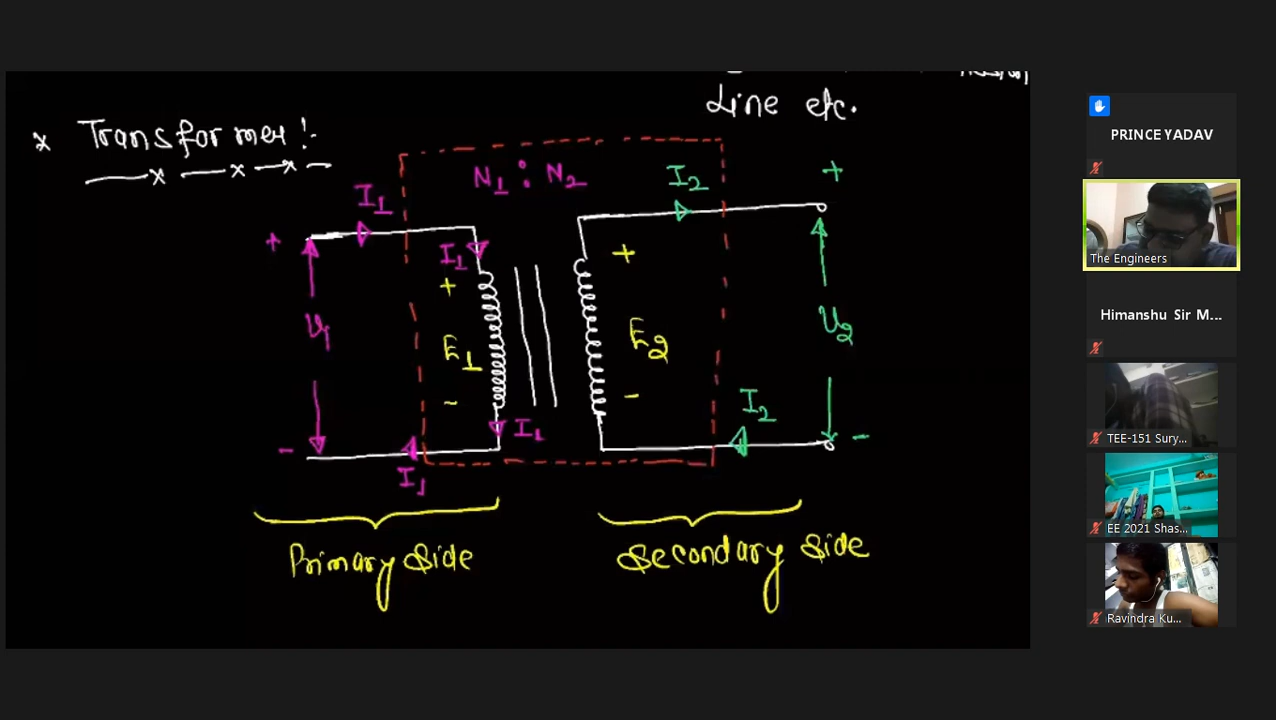 Line etc.
* Transformer :-
N1 : N2
I1
I2
+
+
I1
+
+
V1
E1
E2
V2
-
-
I1
I2
-
-
I1
Primary Side
Secondary Side
PRINCE YADAV
The Engineers
Himanshu Sir M...
TEE-151 Sury...
EE 2021 Shas...
Ravindra Ku...